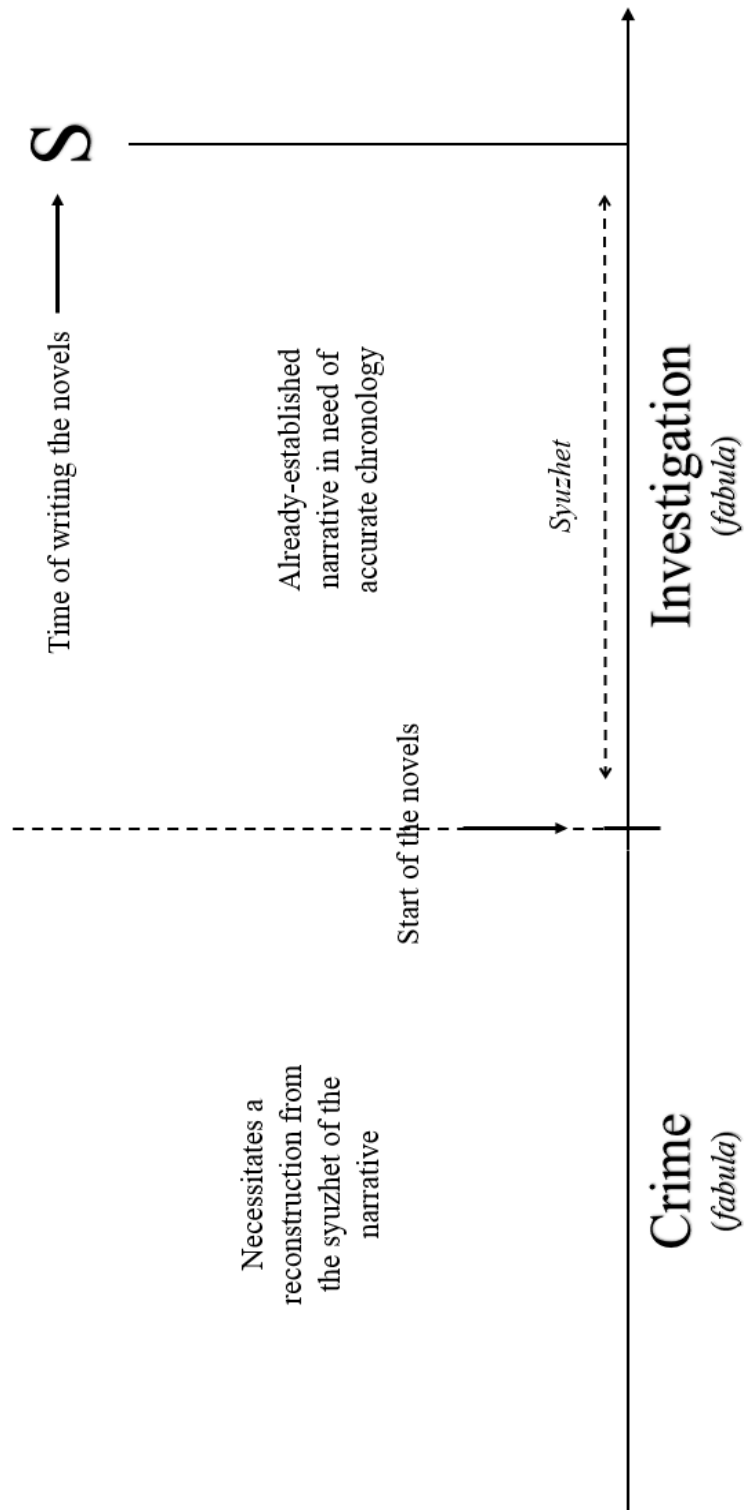 Time of writing the novels
S
Necessitates a
reconstruction from
the syuzhet of the
narrative
Already-established
narrative in need of
accurate chronology
Start of the novels
Syuzhet
Crime
(fabula)
Investigation
(fabula)